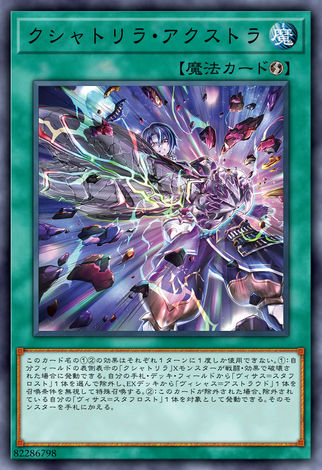 クシャトリラ・アクストラ
魔
【魔法カード】
このカード名の①②の効果はそれぞれ1ターンに1度しか使用できない。①:自
分フィールドの表側表示の「クシャトリラ」Xモンスターが戦闘・効果で破壊
された場合に発動できる。自分の手札・デッキ・フィールドから「ヴィサス=スタフ
ロスト」1体を選んで除外し、EXデッキから「ヴィシャス=アストラウド」1体を
召喚条件を無視して特殊召喚する。②:このカードが除外された場合、除外され
ている自分の「ヴィサス=スタフロスト」1体を対象として発動できる。そのモ
ンスターを手札に加える。
82286798